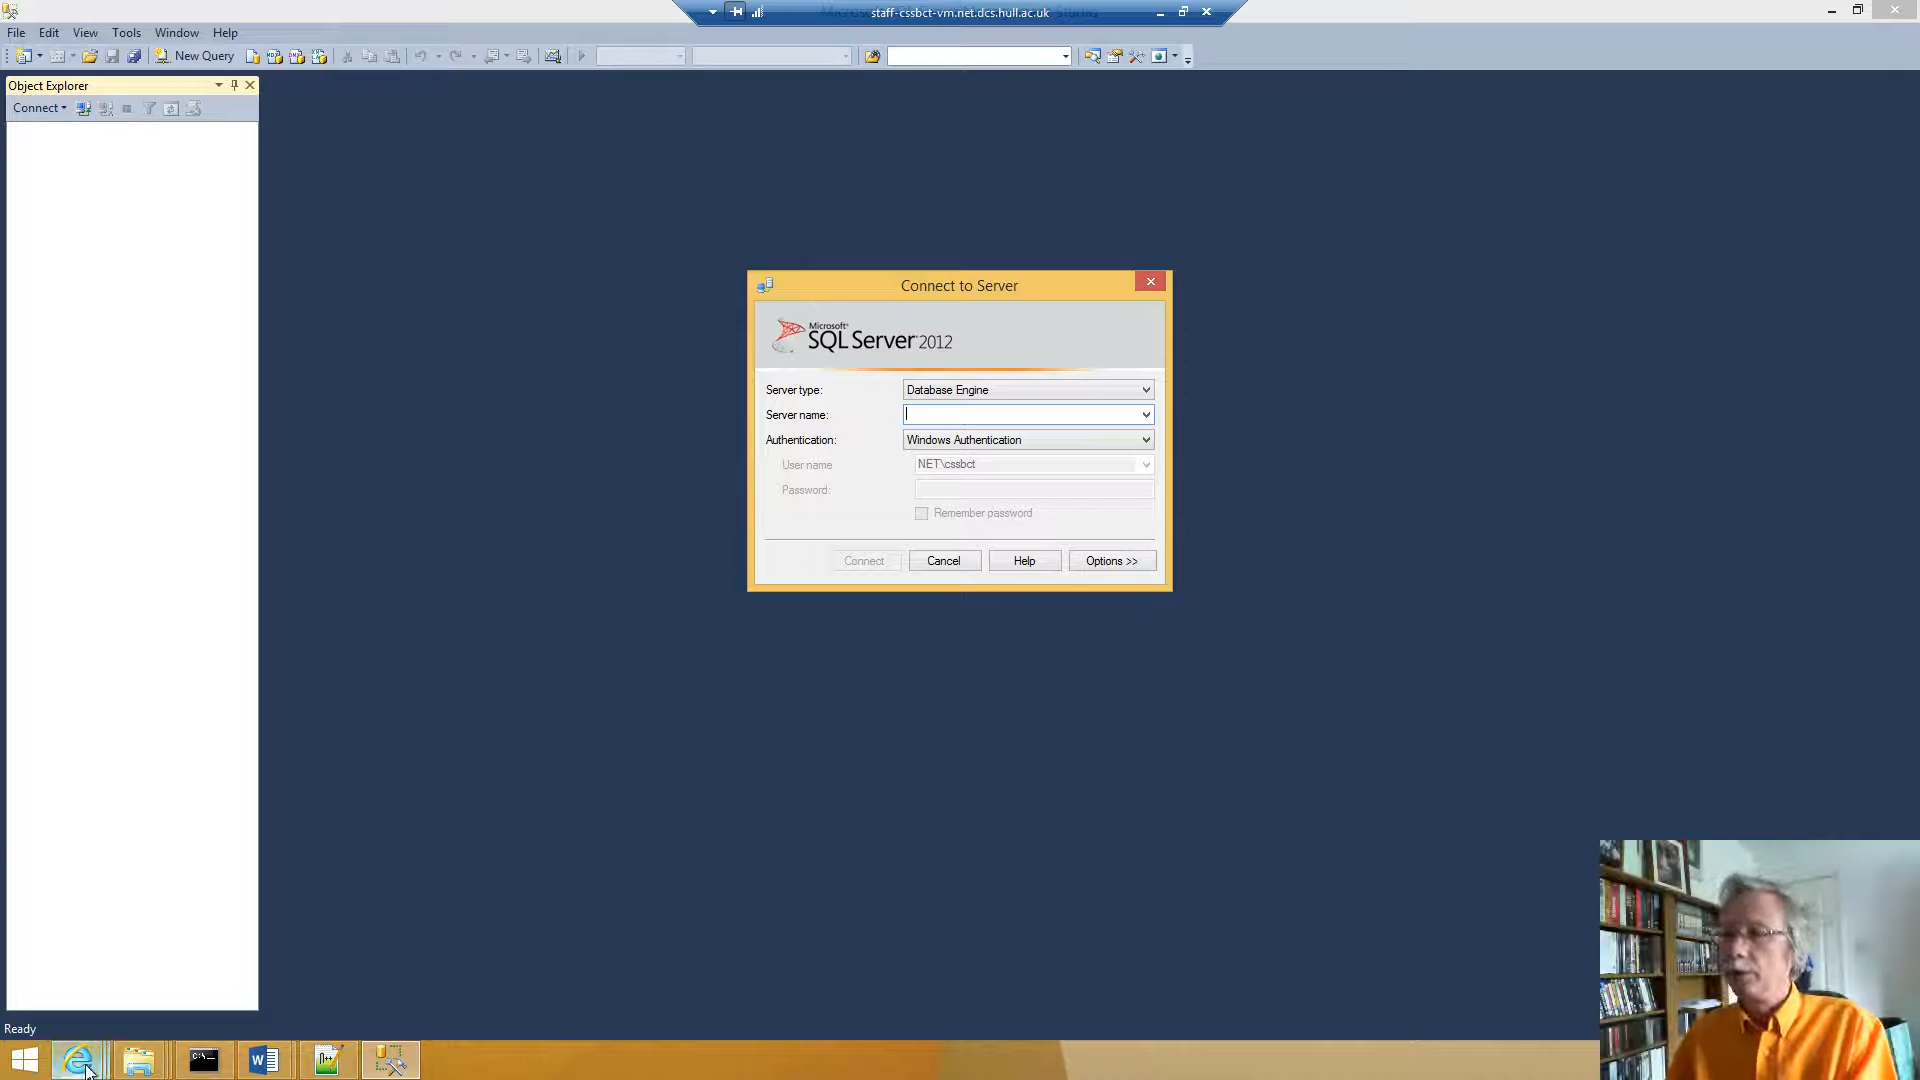 staff-cssbct-vm.net.dcs.hull.ac.uk
File Edit View Tools Window Help
New Query
Object Explorer
Connect
Connect to Server
Microsoft®
SQL Server® 2012
Server type: Database Engine
Server name:
Authentication: Windows Authentication
User name NET\cssbct
Password:
Remember password
Connect Cancel Help Options >>
Ready
C:\.
W
N++